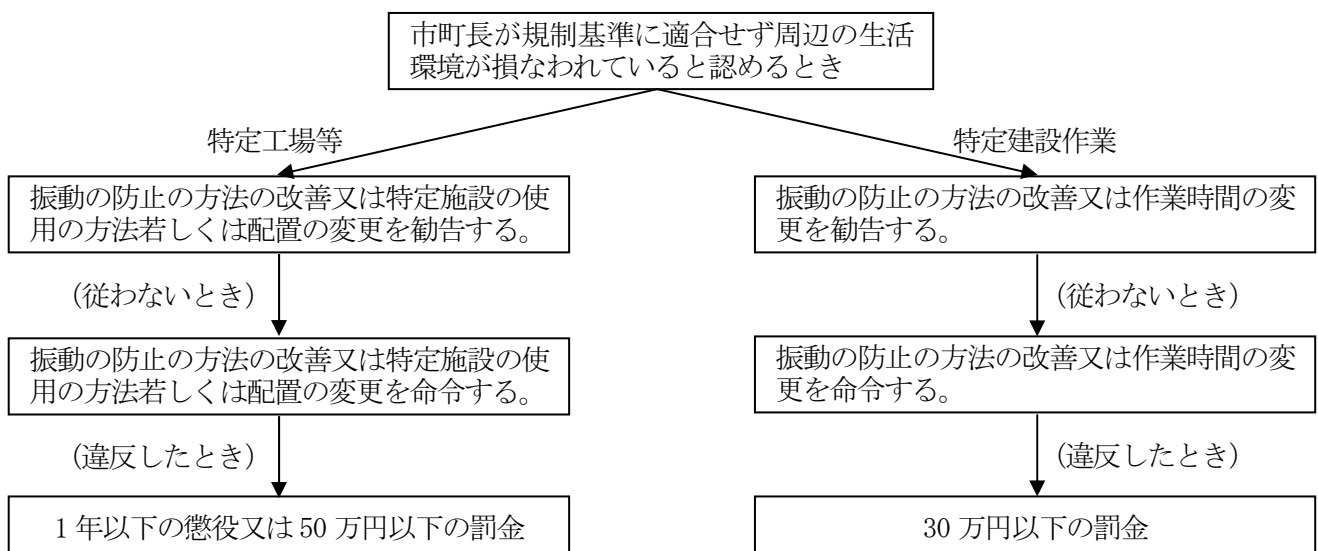 市町長が規制基準に適合せず周辺の生活
環境が損なわれていると認めるとき
特定工場等
特定建設作業
振動の防止の方法の改善又は特定施設の使
用の方法若しくは配置の変更を勧告する。
振動の防止の方法の改善又は作業時間の変
更を勧告する。
(従わないとき)
(従わないとき)
振動の防止の方法の改善又は特定施設の使
用の方法若しくは配置の変更を命令する。
振動の防止の方法の改善又は作業時間の変
更を命令する。
(違反したとき)
(違反したとき)
1 年以下の懲役又は 50 万円以下の罰金
30 万円以下の罰金